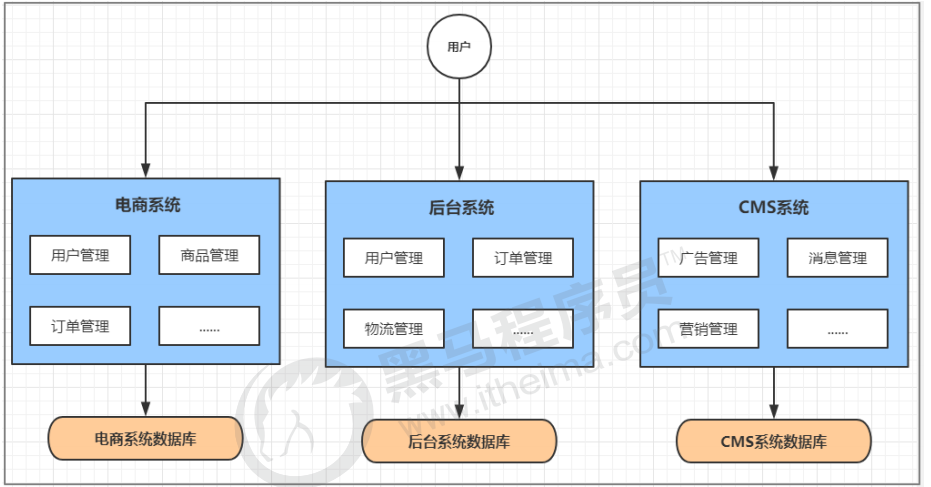 用户
电商系统
用户管理
商品管理
订单管理
......
后台系统
用户管理
订单管理
物流管理
......
CMS系统
广告管理
消息管理
营销管理
......
电商系统数据库
后台系统数据库
CMS系统数据库
黑马程序员™
www.itheima.com